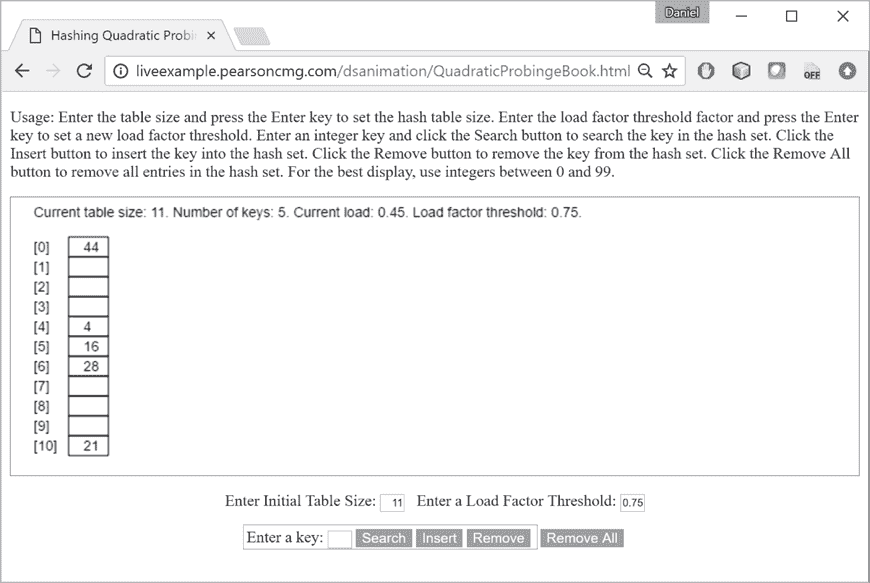 Daniel
Hashing Quadratic Probi
liveexample.pearsoncmg.com/dsanimation/QuadraticProbingeBook.html
OFF
Usage: Enter the table size and press the Enter key to set the hash table size. Enter the load factor threshold factor and press the Enter
key to set a new load factor threshold. Enter an integer key and click the Search button to search the key in the hash set. Click the
Insert button to insert the key into the hash set. Click the Remove button to remove the key from the hash set. Click the Remove All
button to remove all entries in the hash set. For the best display, use integers between 0 and 99.
Current table size: 11. Number of keys: 5. Current load: 0.45. Load factor threshold: 0.75.
[0] 44
[1]
[2]
[3]
[4] 4
[5] 16
[6] 28
[7]
[8]
[9]
[10] 21
Enter Initial Table Size: 11 Enter a Load Factor Threshold: 0.75
Enter a key: Search Insert Remove Remove All